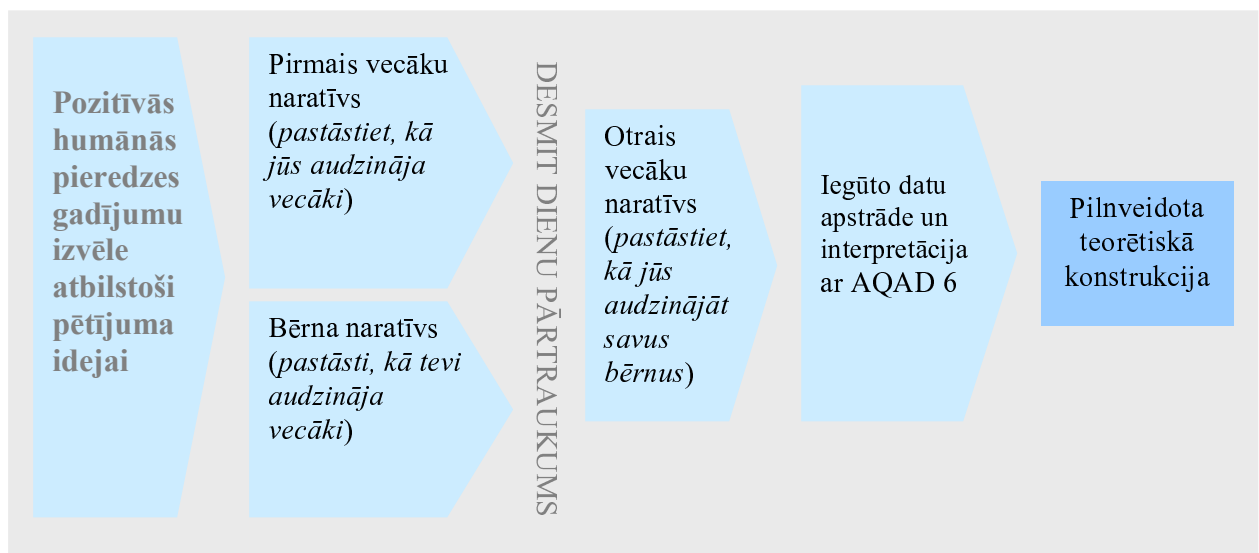 Pozitīvās
humānās
pieredzes
gadījumu
izvēle
atbilstoši
pētījuma
idejai
Pirmais vecāku
naratīvs
(pastāstiet, kā
jūs audzināja
vecāki)
Bērna naratīvs
(pastāsti, kā tevi
audzināja
vecāki)
DESMIT DIENU PĀRTRAUKUMS
Otrais
vecāku
naratīvs
(pastāstiet,
kā jūs
audzinājāt
savus
bērnus)
Iegūto datu
apstrāde un
interpretācija
ar AQAD 6
Pilnveidota
teorētiskā
konstrukcija